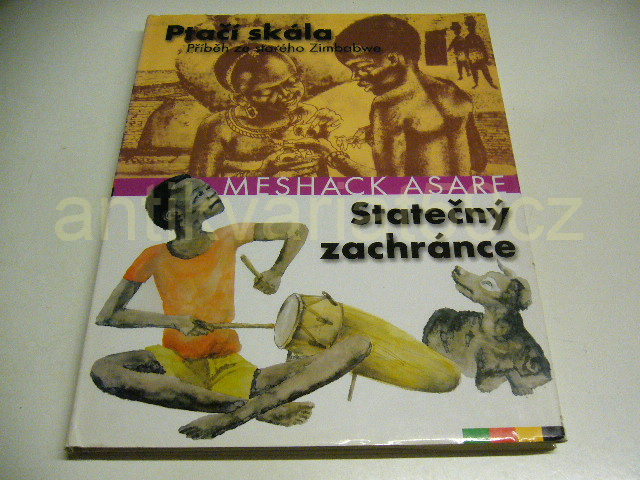 Ptačí skála
Příběh ze starého Zimbabwe
MESHACK ASARE
Statečný
zachránce